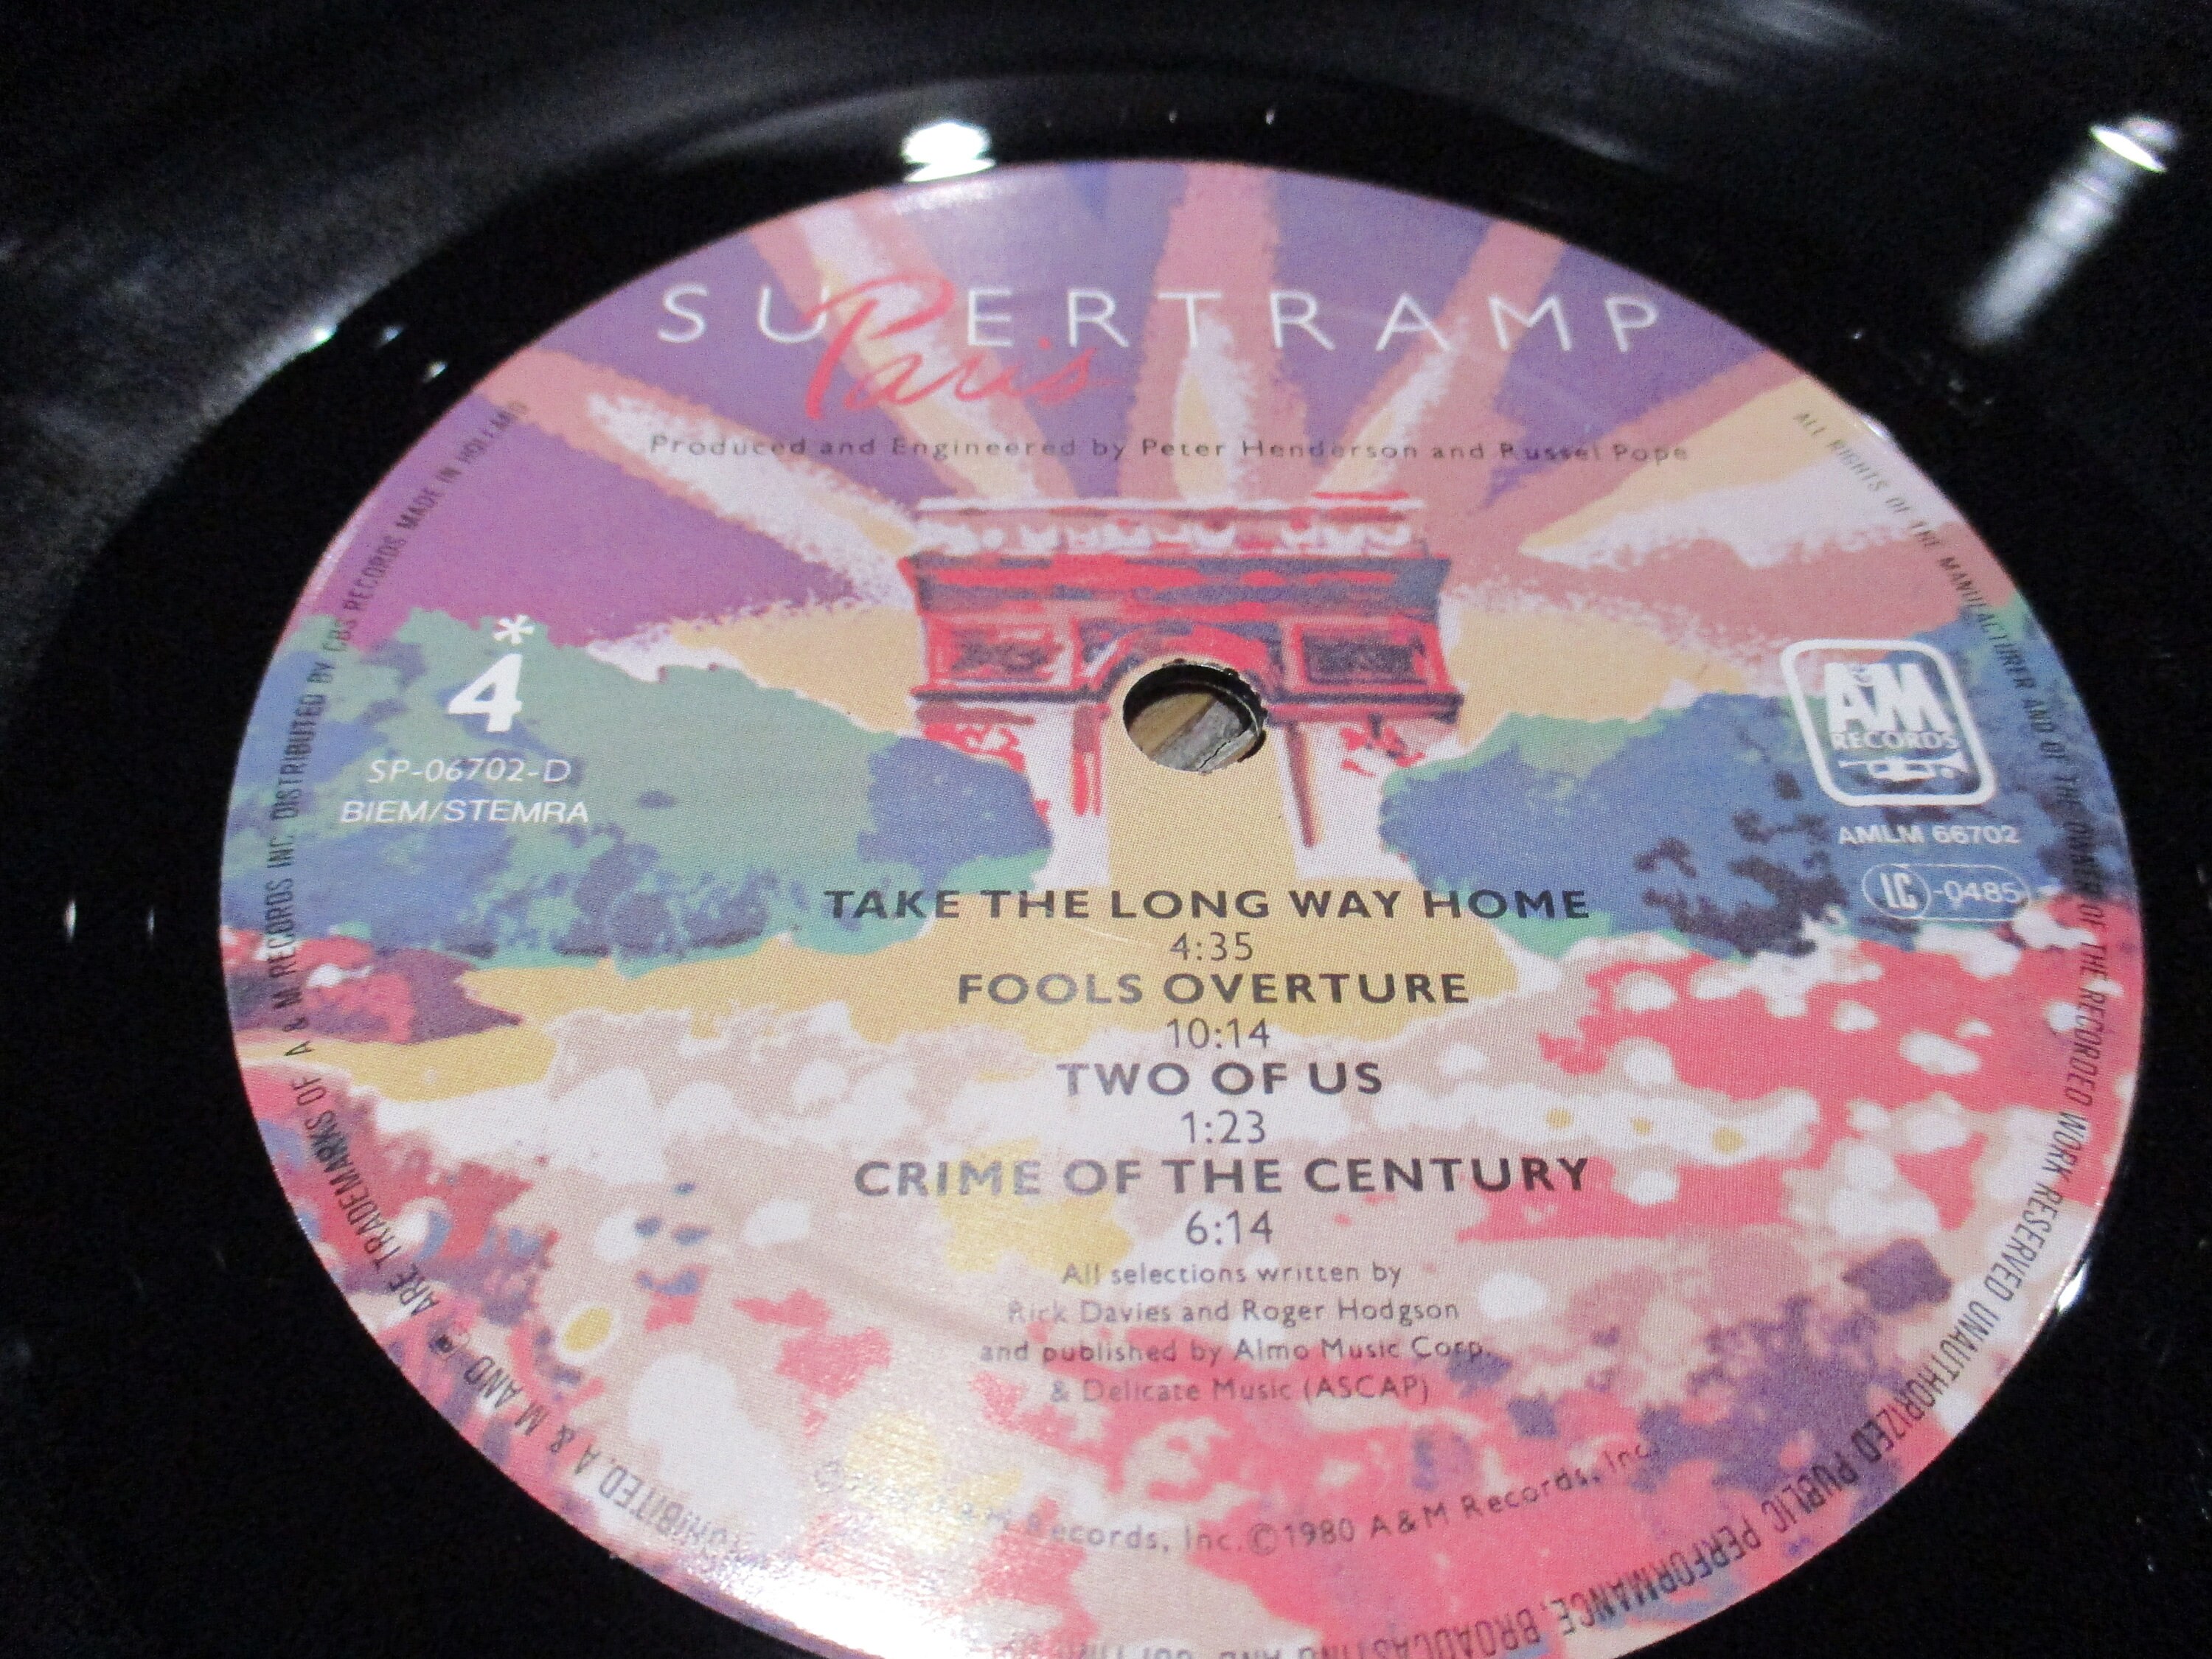 SUPERTRAMP
Paris
Produced and Engineered by Peter Henderson and Russel Pope
*
4
SP-06702-D
BIEM/STEMRA
A&M
RECORDS
AMLM 66702
LC-0485
TAKE THE LONG WAY HOME
4:35
FOOLS OVERTURE
10:14
TWO OF US
1:23
CRIME OF THE CENTURY
6:14
All selections written by
Rick Davies and Roger Hodgson
and published by Almo Music Corp.
& Delicate Music (ASCAP)
Records, Inc. ©1980 A&M Records, Inc.
ALL RIGHTS OF THE MANUFACTURER AND OF THE OWNER OF THE RECORDED WORK RESERVED UNAUTHORIZED PUBLIC PERFORMANCE, BROADCASTING AND
A & M AND ARE TRADEMARKS OF A & M RECORDS INC. DISTRIBUTED BY CBS RECORDS MADE IN HOLLAND